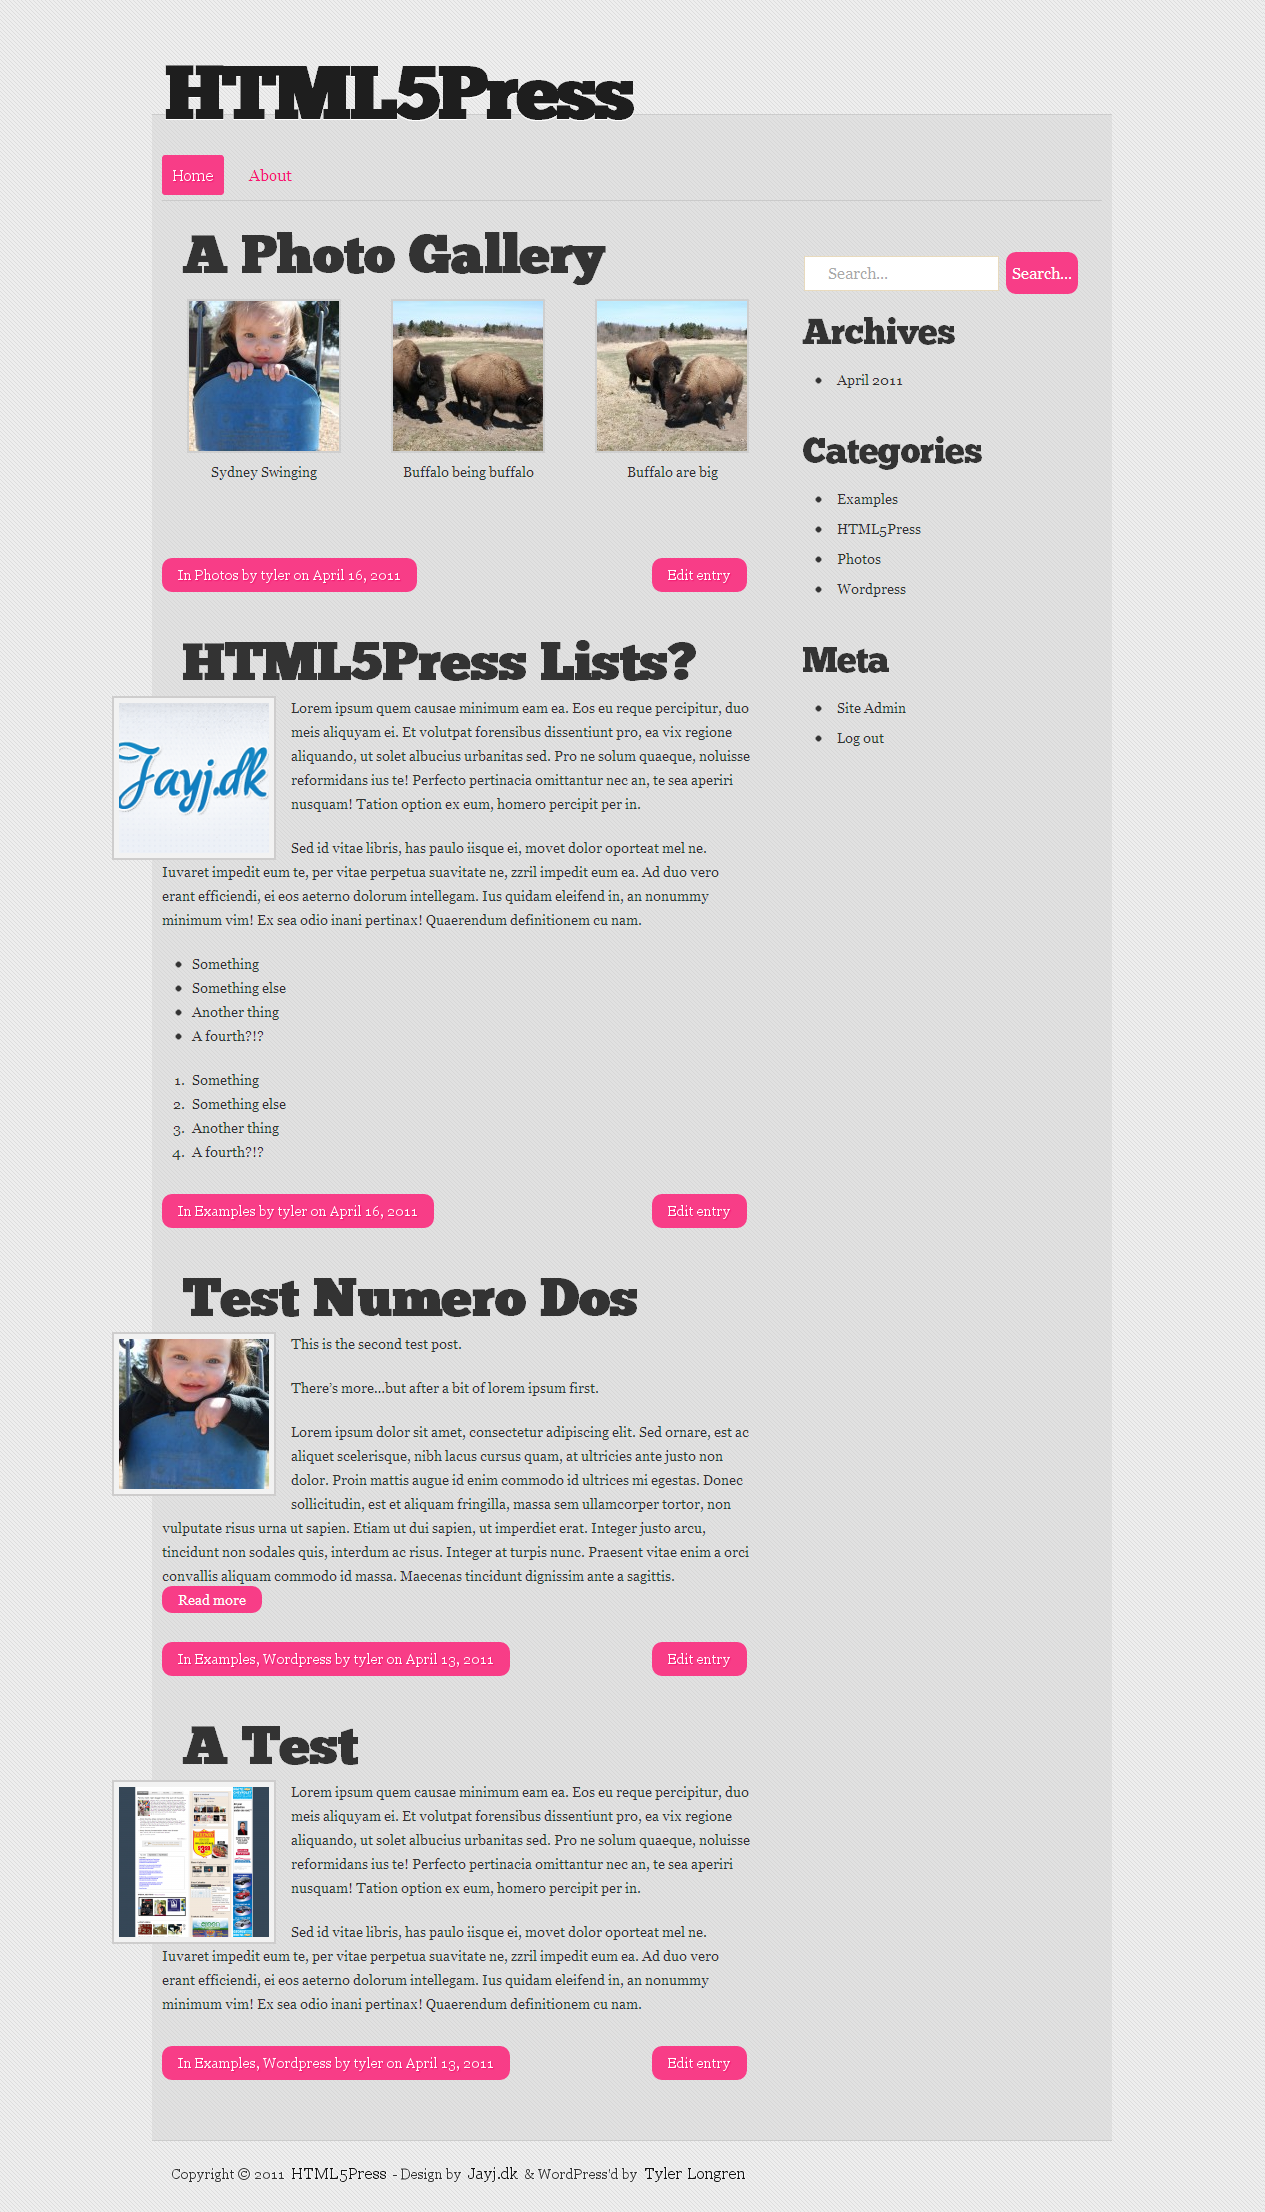 HTML5Press
Home
About
A Photo Gallery
Sydney Swinging
Buffalo being buffalo
Buffalo are big
In Photos by tyler on April 16, 2011
Edit entry
HTML5Press Lists?
Jayj.dk
Lorem ipsum quem causae minimum eam ea. Eos eu reque percipitur, duo
meis aliquyam ei. Et volutpat forensibus dissentiunt pro, ea vix regione
aliquando, ut solet albucius urbanitas sed. Pro ne solum quaeque, noluisse
reformidans ius te! Perfecto pertinacia omittantur nec an, te sea aperiri
nusquam! Tation option ex eum, homero percipit per in.
Sed id vitae libris, has paulo iisque ei, movet dolor oporteat mel ne.
Iuvaret impedit eum te, per vitae perpetua suavitate ne, zzril impedit eum ea. Ad duo vero
erant efficiendi, ei eos aeterno dolorum intellegam. Ius quidam eleifend in, an nonummy
minimum vim! Ex sea odio inani pertinax! Quaerendum definitionem cu nam.
Something
Something else
Another thing
A fourth?!?
1. Something
2. Something else
3. Another thing
4. A fourth?!?
In Examples by tyler on April 16, 2011
Edit entry
Test Numero Dos
This is the second test post.
There's more...but after a bit of lorem ipsum first.
Lorem ipsum dolor sit amet, consectetur adipiscing elit. Sed ornare, est ac
aliquet scelerisque, nibh lacus cursus quam, at ultricies ante justo non
dolor. Proin mattis augue id enim commodo id ultrices mi egestas. Donec
sollicitudin, est et aliquam fringilla, massa sem ullamcorper tortor, non
vulputate risus urna ut sapien. Etiam ut dui sapien, ut imperdiet erat. Integer justo arcu,
tincidunt non sodales quis, interdum ac risus. Integer at turpis nunc. Praesent vitae enim a orci
convallis aliquam commodo id massa. Maecenas tincidunt dignissim ante a sagittis.
Read more
In Examples, Wordpress by tyler on April 13, 2011
Edit entry
A Test
Lorem ipsum quem causae minimum eam ea. Eos eu reque percipitur, duo
meis aliquyam ei. Et volutpat forensibus dissentiunt pro, ea vix regione
aliquando, ut solet albucius urbanitas sed. Pro ne solum quaeque, noluisse
reformidans ius te! Perfecto pertinacia omittantur nec an, te sea aperiri
nusquam! Tation option ex eum, homero percipit per in.
Sed id vitae libris, has paulo iisque ei, movet dolor oporteat mel ne.
Iuvaret impedit eum te, per vitae perpetua suavitate ne, zzril impedit eum ea. Ad duo vero
erant efficiendi, ei eos aeterno dolorum intellegam. Ius quidam eleifend in, an nonummy
minimum vim! Ex sea odio inani pertinax! Quaerendum definitionem cu nam.
In Examples, Wordpress by tyler on April 13, 2011
Edit entry
Search...
Search...
Archives
April 2011
Categories
Examples
HTML5Press
Photos
Wordpress
Meta
Site Admin
Log out
Copyright © 2011 HTML5Press - Design by Jayj.dk & WordPress'd by Tyler Longren